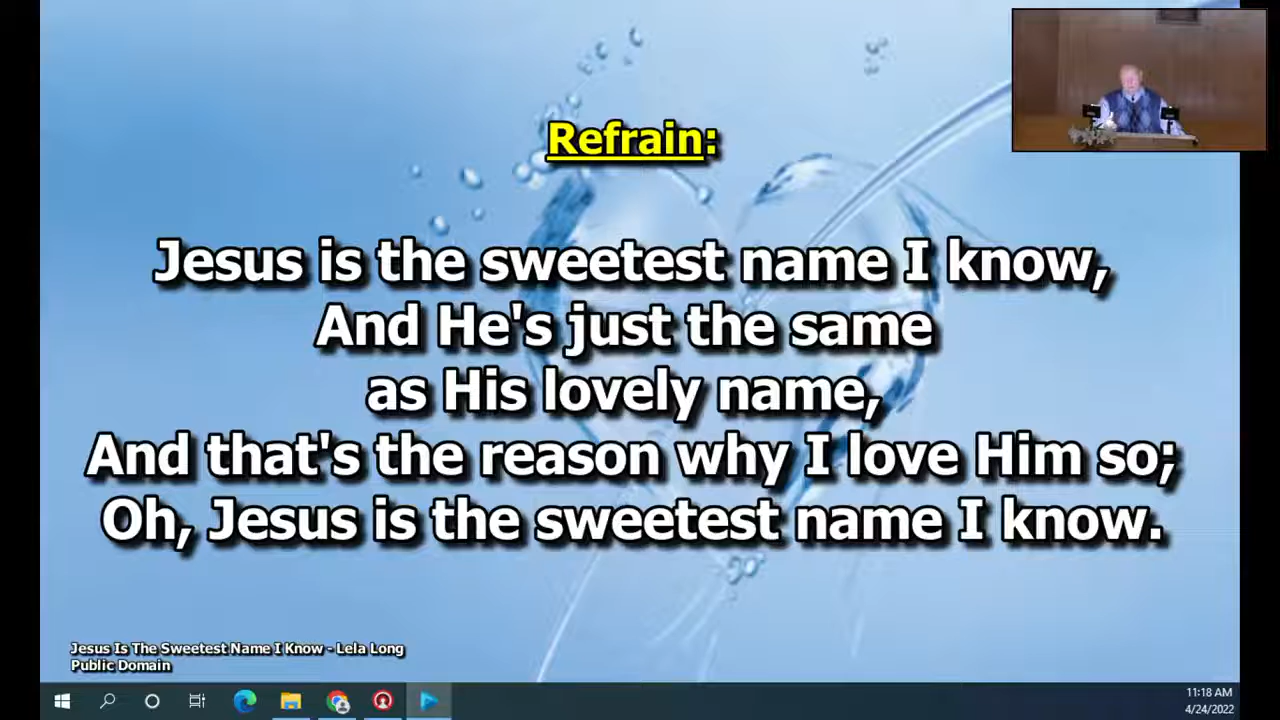 Refrain:
Jesus is the sweetest name I know,
And He's just the same
as His lovely name,
And that's the reason why I love Him so;
Oh, Jesus is the sweetest name I know.
Jesus Is The Sweetest Name I Know - Lela Long
Public Domain
11:18 AM
4/24/2022